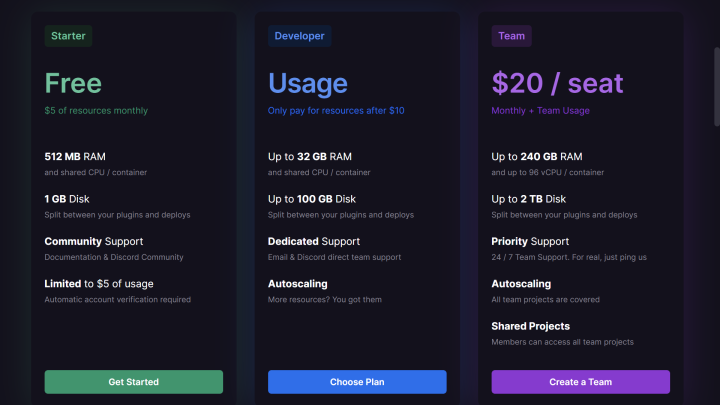 Starter
Free
$5 of resources monthly
512 MB RAM
and shared CPU / container
1 GB Disk
Split between your plugins and deploys
Community Support
Documentation & Discord Community
Limited to $5 of usage
Automatic account verification required
Get Started
Developer
Usage
Only pay for resources after $10
Up to 32 GB RAM
and shared CPU / container
Up to 100 GB Disk
Split between your plugins and deploys
Dedicated Support
Email & Discord direct team support
Autoscaling
More resources? You got them
Choose Plan
Team
$20 / seat
Monthly + Team Usage
Up to 240 GB RAM
and up to 96 vCPU / container
Up to 2 TB Disk
Split between your plugins and deploys
Priority Support
24 / 7 Team Support. For real, just ping us
Autoscaling
All team projects are covered
Shared Projects
Members can access all team projects
Create a Team